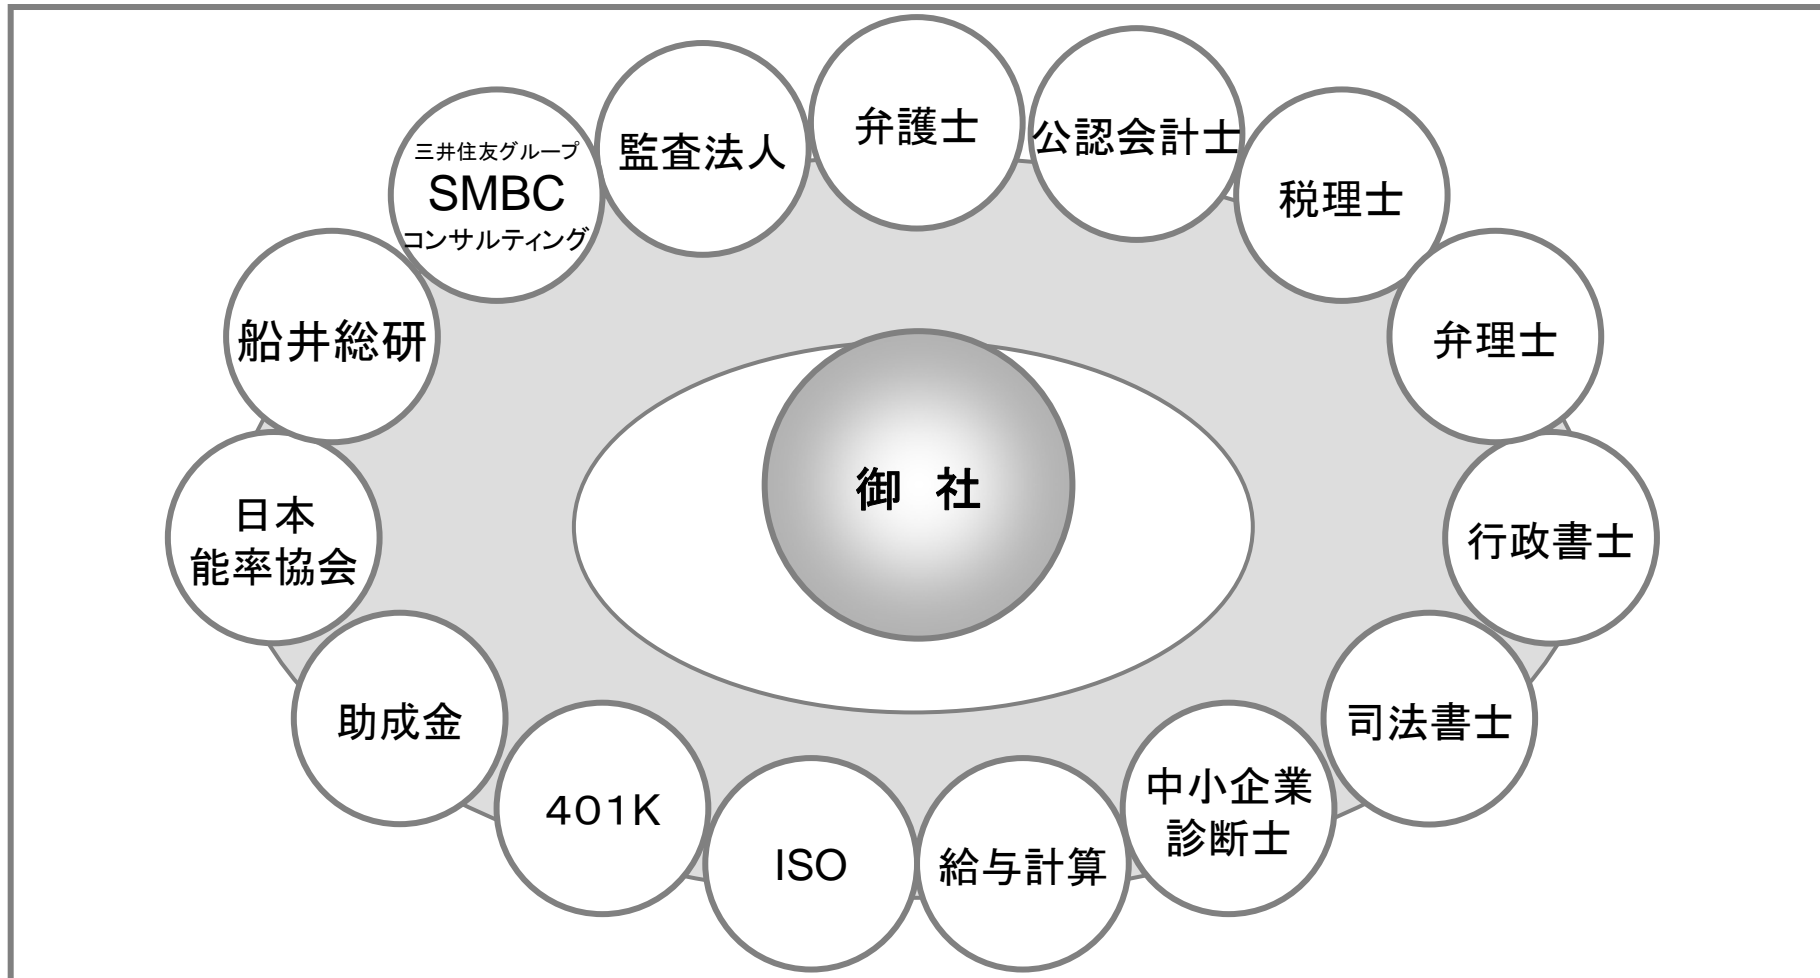 弁護士
公認会計士
監査法人
税理士
三井住友グループ
SMBC
コンサルティング
船井総研
弁理士
御 社
日本
能率協会
行政書士
助成金
司法書士
401K
中小企業
診断士
ISO
給与計算